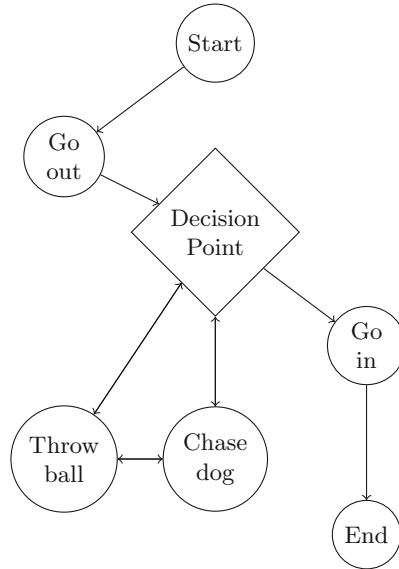 Start
Go
out
Decision
Point
Go
in
Throw
ball
Chase
dog
End